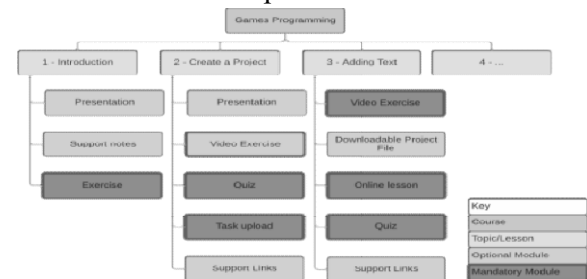 Games Programming
1 - Introduction
2 - Create a Project
3 - Adding Text
4 - ...
Presentation
Support notes
Exercise
Presentation
Video Exercise
Quiz
Task upload
Support Links
Video Exercise
Downloadable Project
File
Online lesson
Quiz
Support Links
Key
Course
Topic/Lesson
Optional Module
Mandatory Module